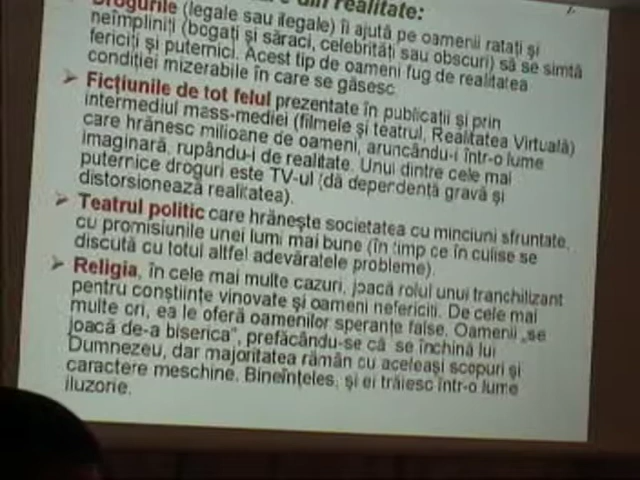 din realitate:
Drogurile (legale sau ilegale) îi ajută pe oamenii ratați și
neîmpliniți (bogați și săraci, celebrități sau obscuri) să se simtă
fericiți și puternici. Acest tip de oameni fug de realitatea
condiției mizerabile în care se găsesc.
➢ Ficțiunile de tot felul prezentate în publicații și prin
intermediul mass-mediei (filmele și teatrul, Realitatea Virtuală)
care hrănesc milioane de oameni, aruncându-i într-o lume
imaginară, rupându-i de realitate. Unul dintre cele mai
puternice droguri este TV-ul (dă dependență gravă și
distorsionează realitatea).
➢ Teatrul politic care hrănește societatea cu minciuni sfruntate,
cu promisiunile unei lumi mai bune (în timp ce în culise se
discută cu totul altfel adevăratele probleme).
➢ Religia, în cele mai multe cazuri, joacă rolul unui tranchilizant
pentru conștiințe vinovate și oameni nefericiți. De cele mai
multe ori, ea le oferă oamenilor speranțe false. Oamenii „se
joacă de-a biserica”, prefăcându-se că se închină lui
Dumnezeu, dar majoritatea rămân cu aceleași scopuri și
caractere meschine. Bineînțeles, și ei trăiesc într-o lume
iluzorie.